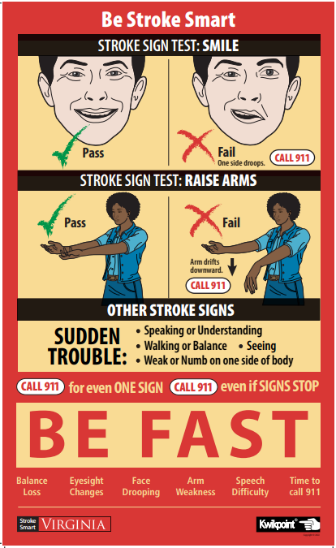 Be Stroke Smart
STROKE SIGN TEST: SMILE
Pass
Fail
One side droops.
CALL 911
STROKE SIGN TEST: RAISE ARMS
Pass
Fail
Arm drifts
downward.
CALL 911
OTHER STROKE SIGNS
SUDDEN
TROUBLE:
• Speaking or Understanding
• Walking or Balance • Seeing
• Weak or Numb on one side of body
CALL 911 for even ONE SIGN CALL 911 even if SIGNS STOP
BE FAST
Balance
Loss
Eyesight
Changes
Face
Drooping
Arm
Weakness
Speech
Difficulty
Time to
call 911
Stroke
Smart
VIRGINIA
Kwikpoint